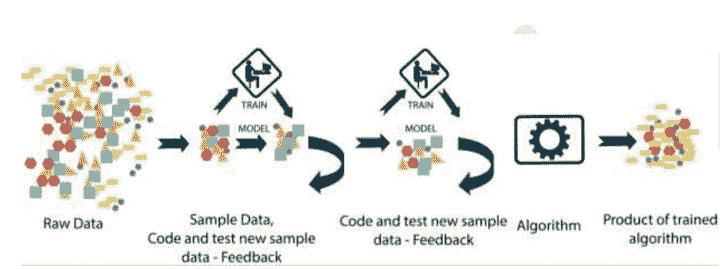 TRAIN
MODEL
TRAIN
MODEL
Raw Data
Sample Data,
Code and test new sample
data - Feedback
Code and test new sample
data - Feedback
Algorithm
Product of trained
algorithm